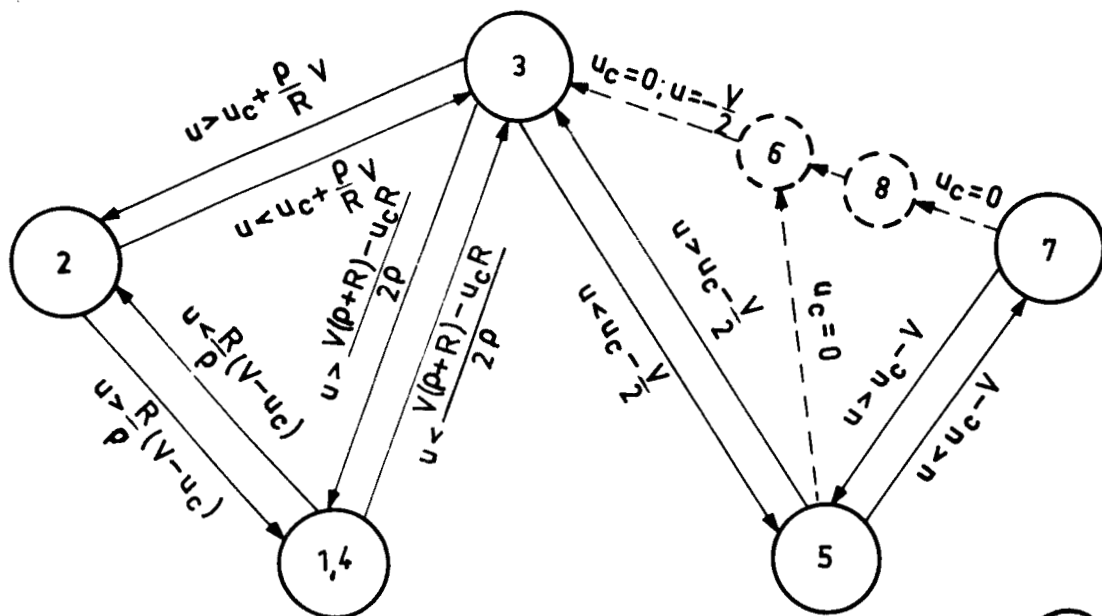 3
u_c=0; u=-V/2
6
8
u_c=0
7
u>u_c+ρ/R V
u<u_c+ρ/R V
2
u<R/ρ(V-u_c)
u>R/ρ(V-u_c)
u>V(ρ+R)-u_cR/2ρ
u<V(ρ+R)-u_cR/2ρ
1,4
u<u_c-V/2
u>u_c-V/2
u_c=0
u>u_c-V
u<u_c-V
5